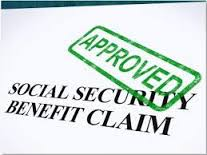 APPROVED
SOCIAL SECURITY
BENEFIT CLAIM